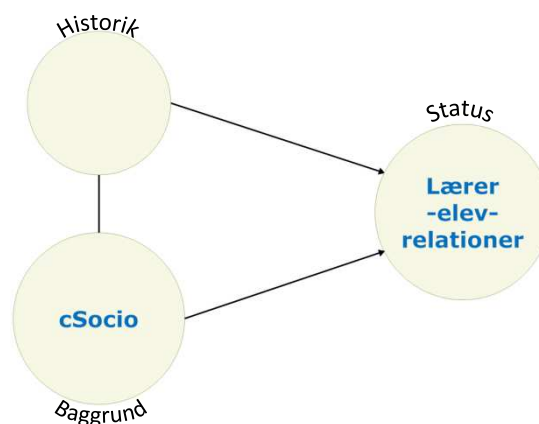 Historik
Status
Lærer
-elev-
relationer
cSocio
Baggrund